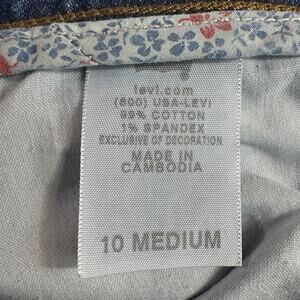 levi.com
(800) USA-LEVI
99% COTTON
1% SPANDEX
EXCLUSIVE OF DECORATION
MADE IN
CAMBODIA
10 MEDIUM